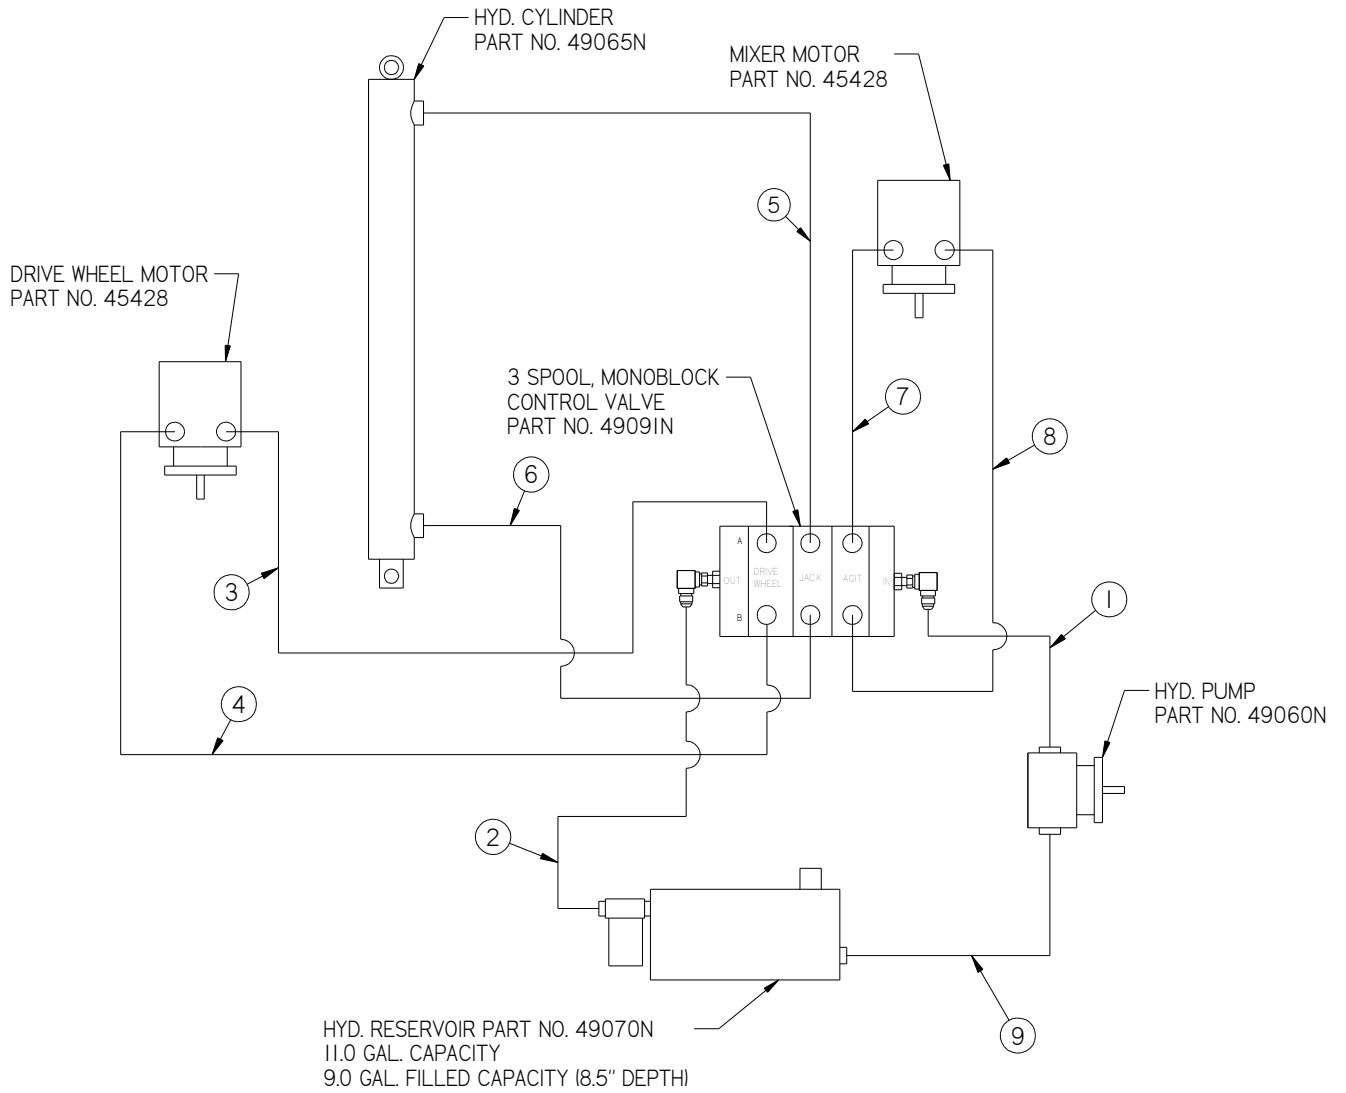 HYD. CYLINDER
PART NO. 49065N
MIXER MOTOR
PART NO. 45428
5
DRIVE WHEEL MOTOR
PART NO. 45428
3 SPOOL, MONOBLOCK
CONTROL VALVE
PART NO. 49091N
7
8
6
A
OUT
DRIVE
WHEEL
JACK
AGIT
IN
B
3
1
4
HYD. PUMP
PART NO. 49060N
2
9
HYD. RESERVOIR PART NO. 49070N
11.0 GAL. CAPACITY
9.0 GAL. FILLED CAPACITY (8.5" DEPTH)